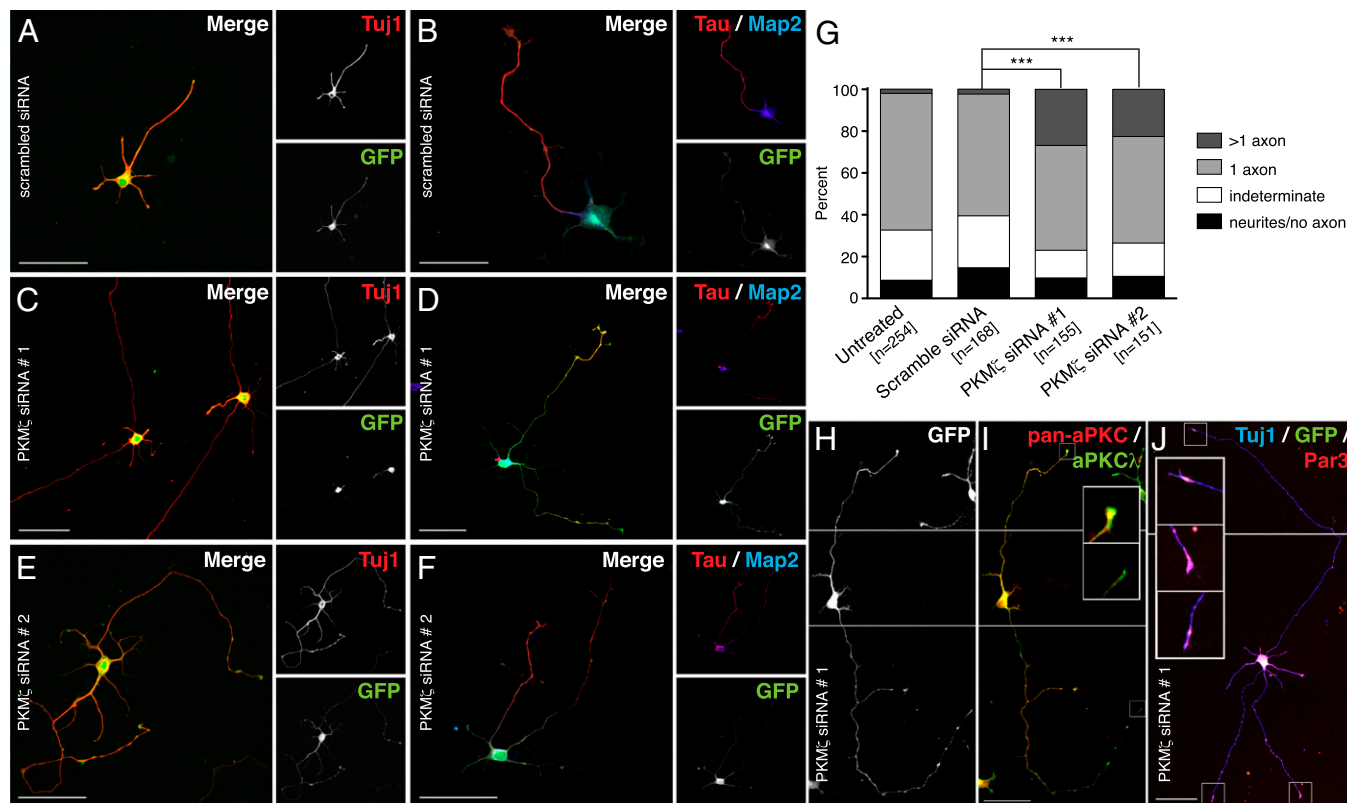 A
Merge
Tuj1
scrambled siRNA
GFP
B
Merge
Tau / Map2
GFP
C
Merge
Tuj1
PKMζ siRNA # 1
GFP
D
Merge
Tau / Map2
PKMζ siRNA # 1
GFP
E
Merge
Tuj1
PKMζ siRNA # 2
GFP
F
Merge
Tau / Map2
PKMζ siRNA # 2
GFP
G
***
***
100
80
60
40
20
0
Percent
Untreated
[n=254]
Scramble siRNA
[n=168]
PKMζ siRNA #1
[n=155]
PKMζ siRNA #2
[n=151]
>1 axon
1 axon
indeterminate
neurites/no axon
H
GFP
PKMζ siRNA # 1
I
pan-aPKC /
aPKCλ
J
Tuj1 / GFP /
Par3
PKMζ siRNA # 1